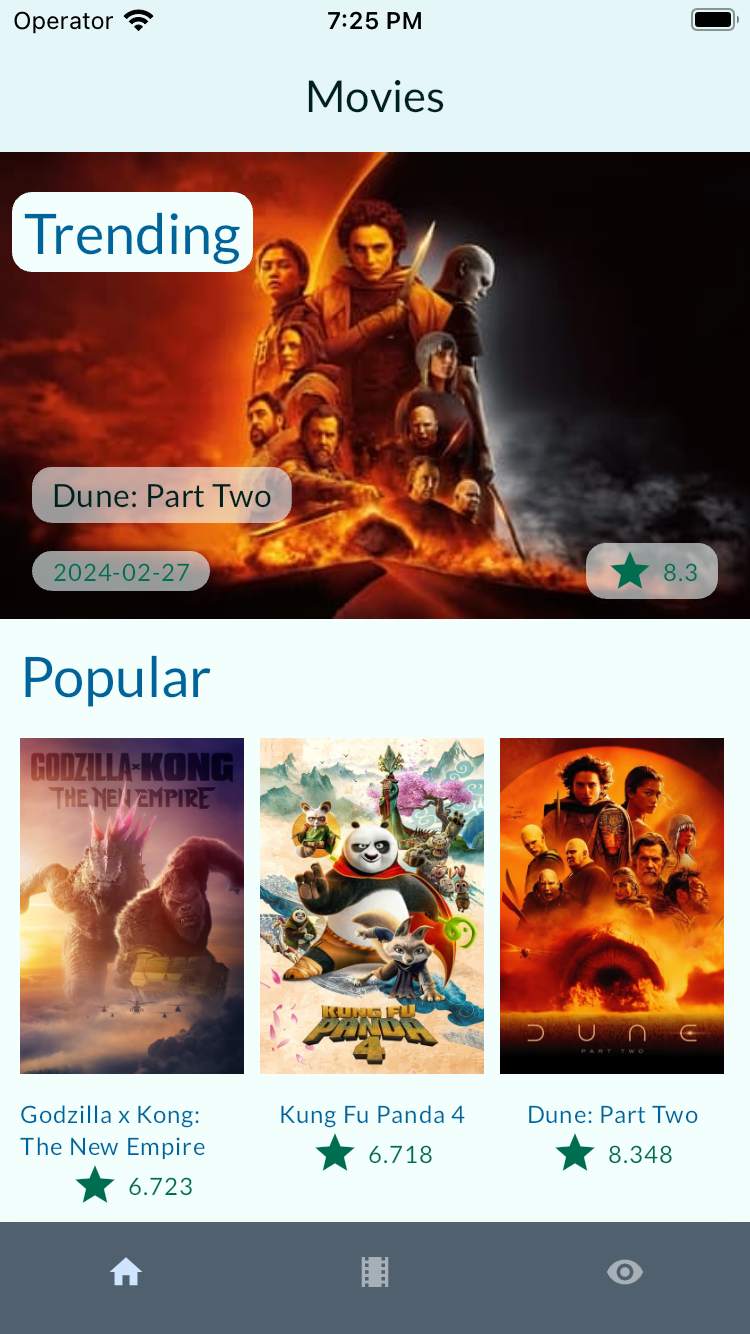 Operator 7:25 PM
Movies
Trending
Dune: Part Two
2024-02-27
8.3
Popular
GODZILLA x KONG
THE NEW EMPIRE
KUNG FU
PANDA
4
DUNE
PART TWO
Godzilla x Kong:
The New Empire
6.723
Kung Fu Panda 4
6.718
Dune: Part Two
8.348